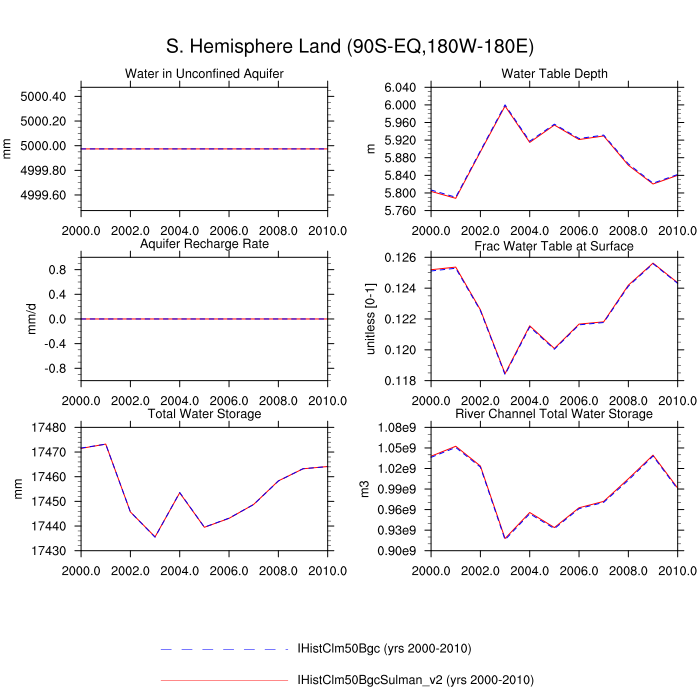 S. Hemisphere Land (90S-EQ,180W-180E)
Water in Unconfined Aquifer
mm
5000.40
5000.20
5000.00
4999.80
4999.60
2000.0 2002.0 2004.0 2006.0 2008.0 2010.0
Water Table Depth
m
6.040
6.000
5.960
5.920
5.880
5.840
5.800
5.760
2000.0 2002.0 2004.0 2006.0 2008.0 2010.0
Aquifer Recharge Rate
mm/d
0.8
0.4
0.0
-0.4
-0.8
2000.0 2002.0 2004.0 2006.0 2008.0 2010.0
Frac Water Table at Surface
unitless [0-1]
0.126
0.124
0.122
0.120
0.118
2000.0 2002.0 2004.0 2006.0 2008.0 2010.0
Total Water Storage
mm
17480
17470
17460
17450
17440
17430
2000.0 2002.0 2004.0 2006.0 2008.0 2010.0
River Channel Total Water Storage
m3
1.08e9
1.05e9
1.02e9
0.99e9
0.96e9
0.93e9
0.90e9
2000.0 2002.0 2004.0 2006.0 2008.0 2010.0
IHistClm50Bgc (yrs 2000-2010)
IHistClm50BgcSulman_v2 (yrs 2000-2010)